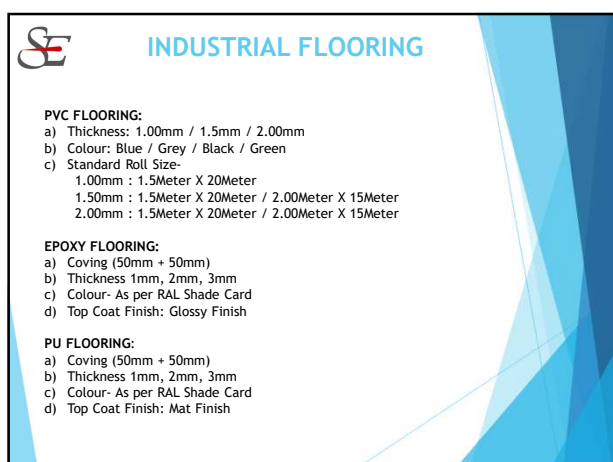 SE
INDUSTRIAL FLOORING
PVC FLOORING:
a) Thickness: 1.00mm / 1.5mm / 2.00mm
b) Colour: Blue / Grey / Black / Green
c) Standard Roll Size-
1.00mm : 1.5Meter X 20Meter
1.50mm : 1.5Meter X 20Meter / 2.00Meter X 15Meter
2.00mm : 1.5Meter X 20Meter / 2.00Meter X 15Meter
EPOXY FLOORING:
a) Coving (50mm + 50mm)
b) Thickness 1mm, 2mm, 3mm
c) Colour- As per RAL Shade Card
d) Top Coat Finish: Glossy Finish
PU FLOORING:
a) Coving (50mm + 50mm)
b) Thickness 1mm, 2mm, 3mm
c) Colour- As per RAL Shade Card
d) Top Coat Finish: Mat Finish